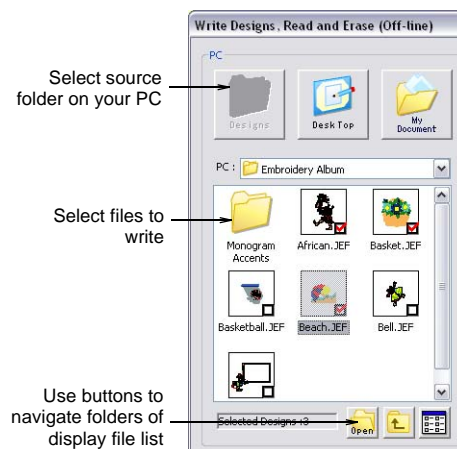 Write Designs, Read and Erase (Off-line)
PC
Select source
folder on your PC
Designs
Desk Top
My
Document
PC : Embroidery Album
Select files to
write
Monogram
Accents
African.JEF
Basket.JEF
Basketball.JEF
Beach.JEF
Bell.JEF
Use buttons to
navigate folders of
display file list
Selected Designs :3
Open